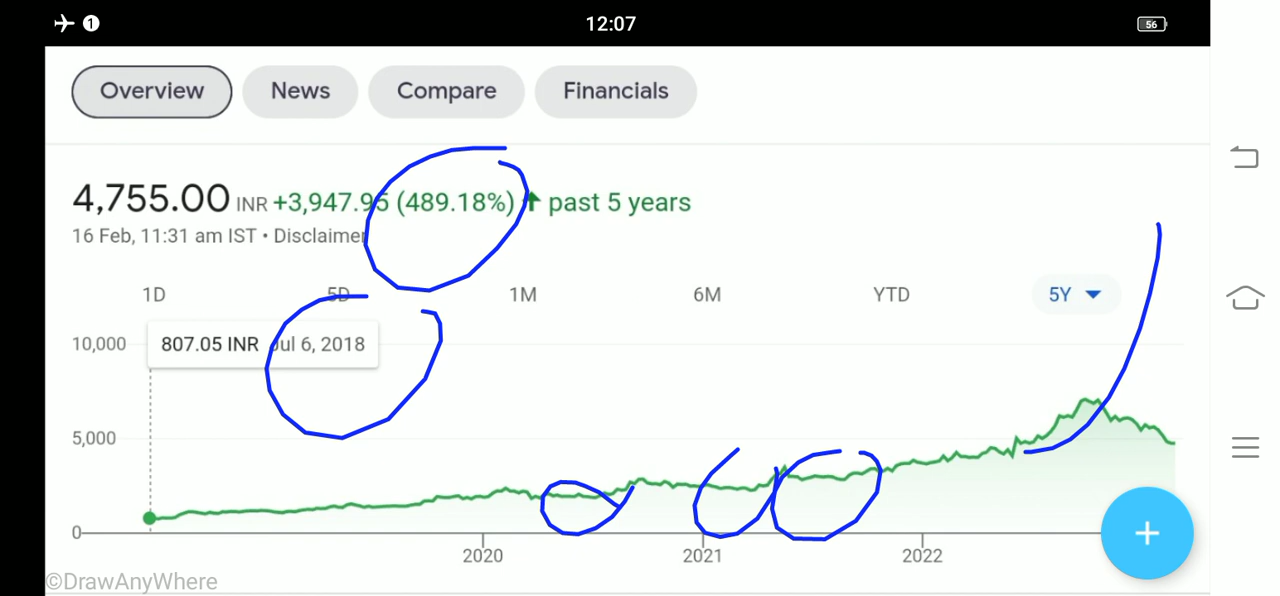 12:07
1
56
Overview News Compare Financials
4,755.00 INR +3,947.95 (489.18%) ↑ past 5 years
16 Feb, 11:31 am IST • Disclaimer
1D 5D 1M 6M YTD 5Y
807.05 INR Jul 6, 2018
10,000
5,000
0
2020 2021 2022
+
©DrawAnyWhere